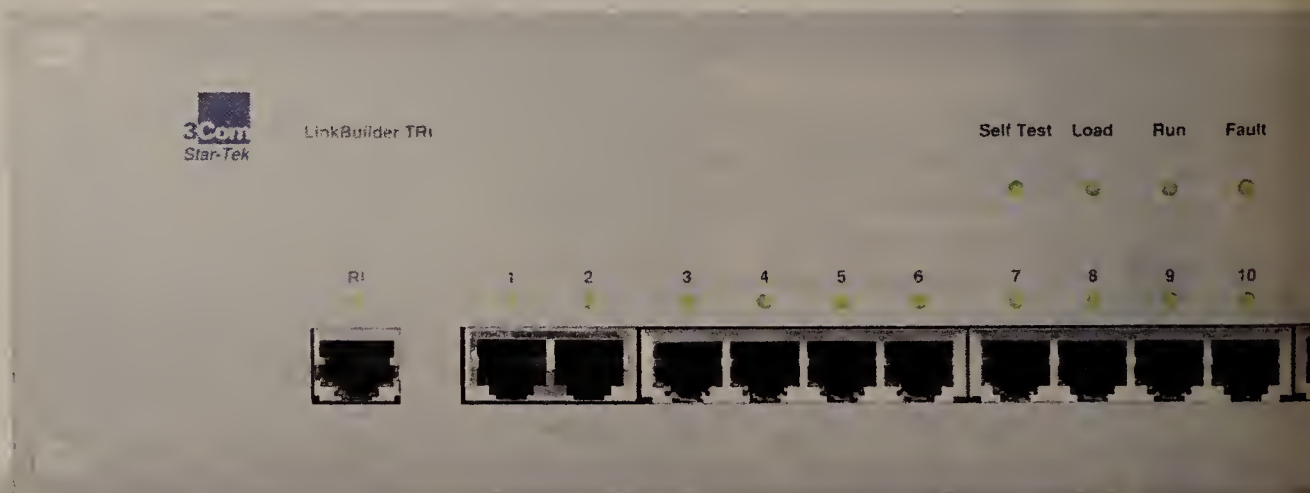 3Com
Star-Tek
LinkBuilder TRi
Self Test Load Run Fault
RI 1 2 3 4 5 6 7 8 9 10